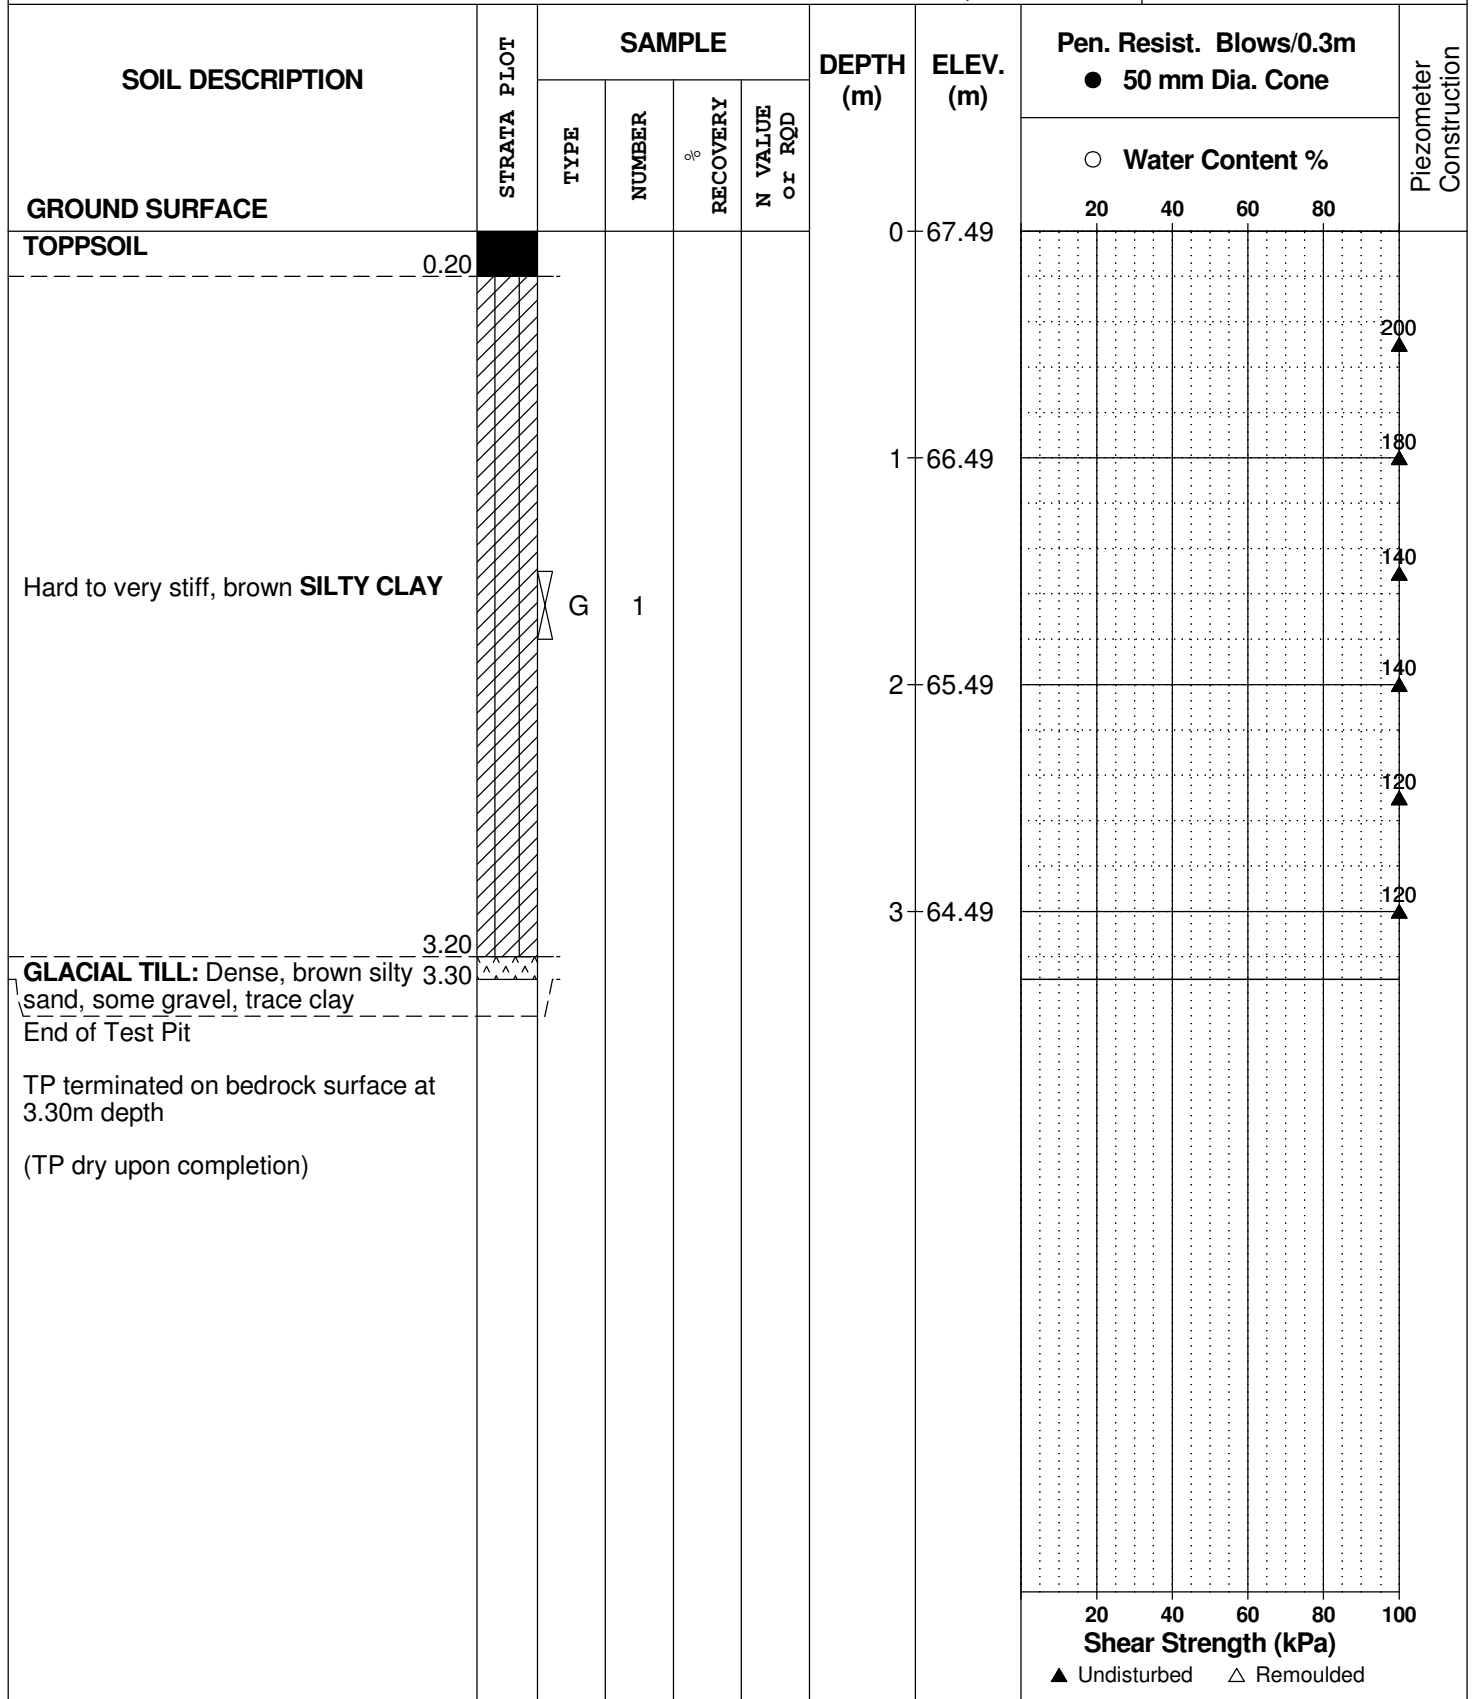 SOIL DESCRIPTION
STRATA PLOT
SAMPLE
TYPE
NUMBER
%
RECOVERY
N VALUE
or RQD
DEPTH
(m)
ELEV.
(m)
Pen. Resist. Blows/0.3m
● 50 mm Dia. Cone
○ Water Content %
20 40 60 80
Piezometer
Construction
GROUND SURFACE
0 67.49
TOPPSOIL
0.20
200
180
1 66.49
140
Hard to very stiff, brown SILTY CLAY
G 1
140
2 65.49
120
120
3 64.49
3.20
GLACIAL TILL: Dense, brown silty 3.30
sand, some gravel, trace clay
End of Test Pit
TP terminated on bedrock surface at
3.30m depth
(TP dry upon completion)
20 40 60 80 100
Shear Strength (kPa)
▲ Undisturbed △ Remoulded